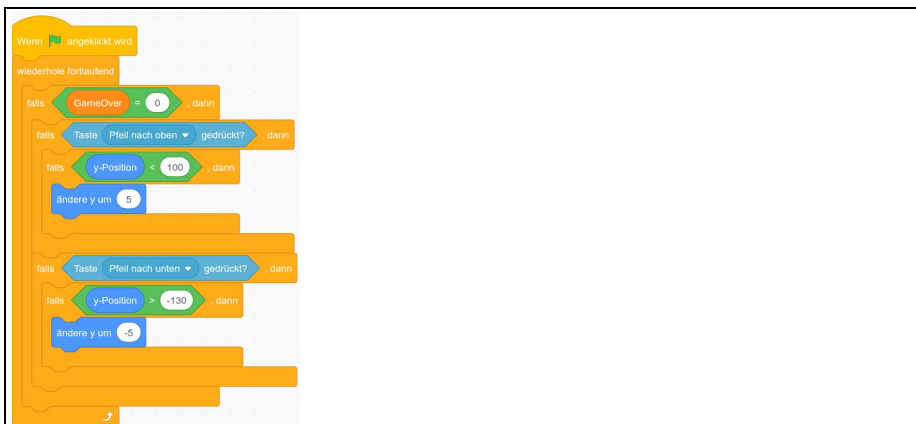 Wenn angeklickt wird
wiederhole fortlaufend
falls GameOver = 0 , dann
falls Taste Pfeil nach oben gedrückt? , dann
falls y-Position < 100 , dann
ändere y um 5
falls Taste Pfeil nach unten gedrückt? , dann
falls y-Position > -130 , dann
ändere y um -5